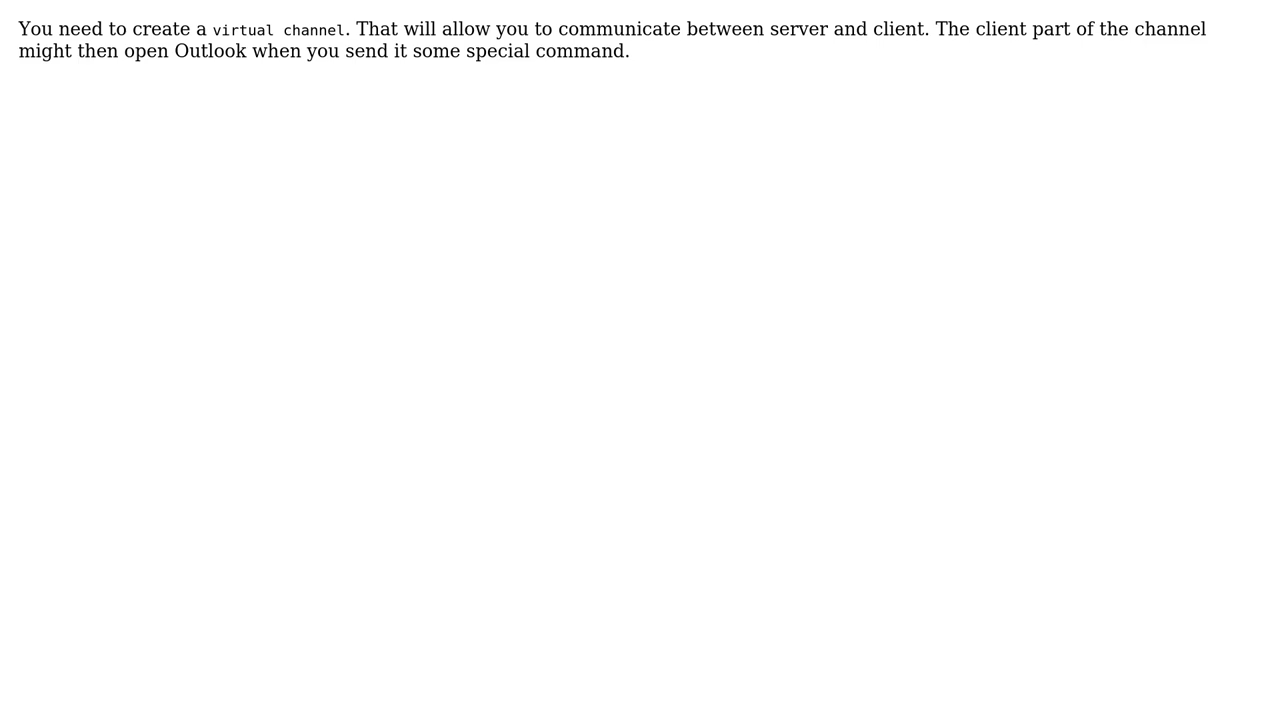 You need to create a virtual channel. That will allow you to communicate between server and client. The client part of the channel
might then open Outlook when you send it some special command.